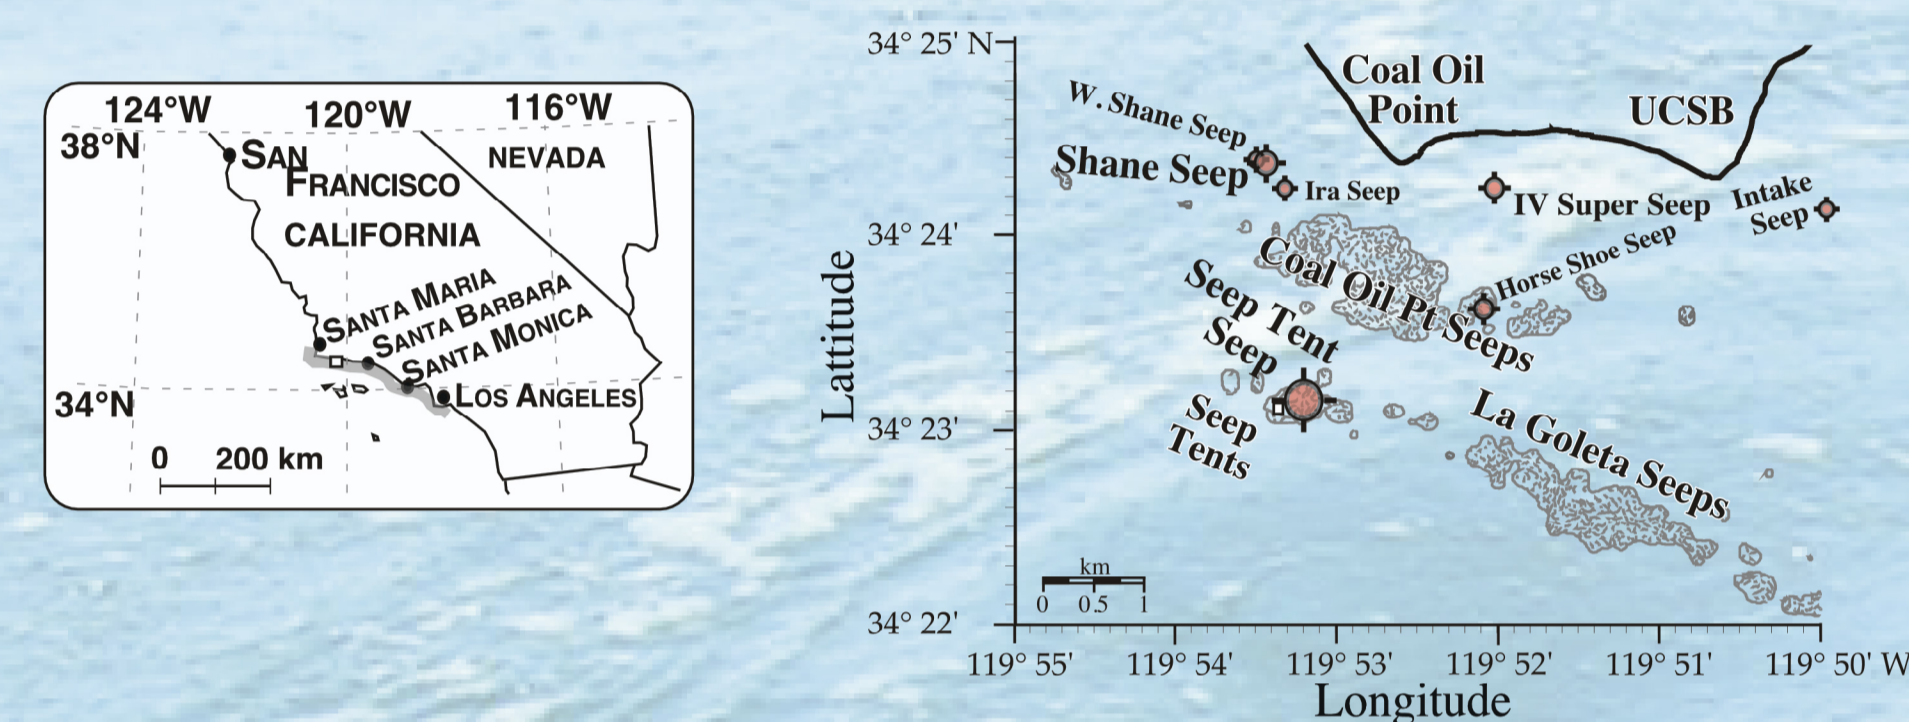 124°W
120°W
116°W
38°N
SAN
FRANCISCO
NEVADA
CALIFORNIA
SANTA MARIA
SANTA BARBARA
SANTA MONICA
34°N
LOS ANGELES
0 200 km
34° 25' N
34° 24'
34° 23'
34° 22'
Lattitude
Coal Oil
Point
UCSB
W. Shane Seep
Shane Seep
Ira Seep
IV Super Seep
Intake
Seep
Horse Shoe Seep
Coal Oil Pt Seeps
Seep Tent
Seep
Seep
Tents
La Goleta Seeps
km
0 0.5 1
119° 55' 119° 54' 119° 53' 119° 52' 119° 51' 119° 50' W
Longitude